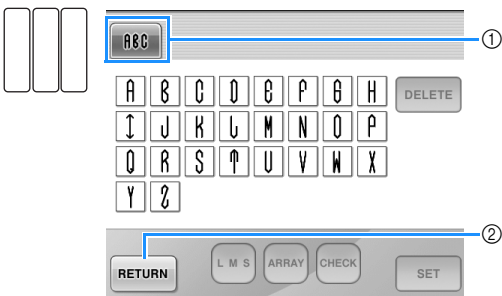 ABC
①
A B C D E F G H
DELETE
I J K L M N O P
Q R S T U V W X
Y Z
②
RETURN
L M S
ARRAY
CHECK
SET